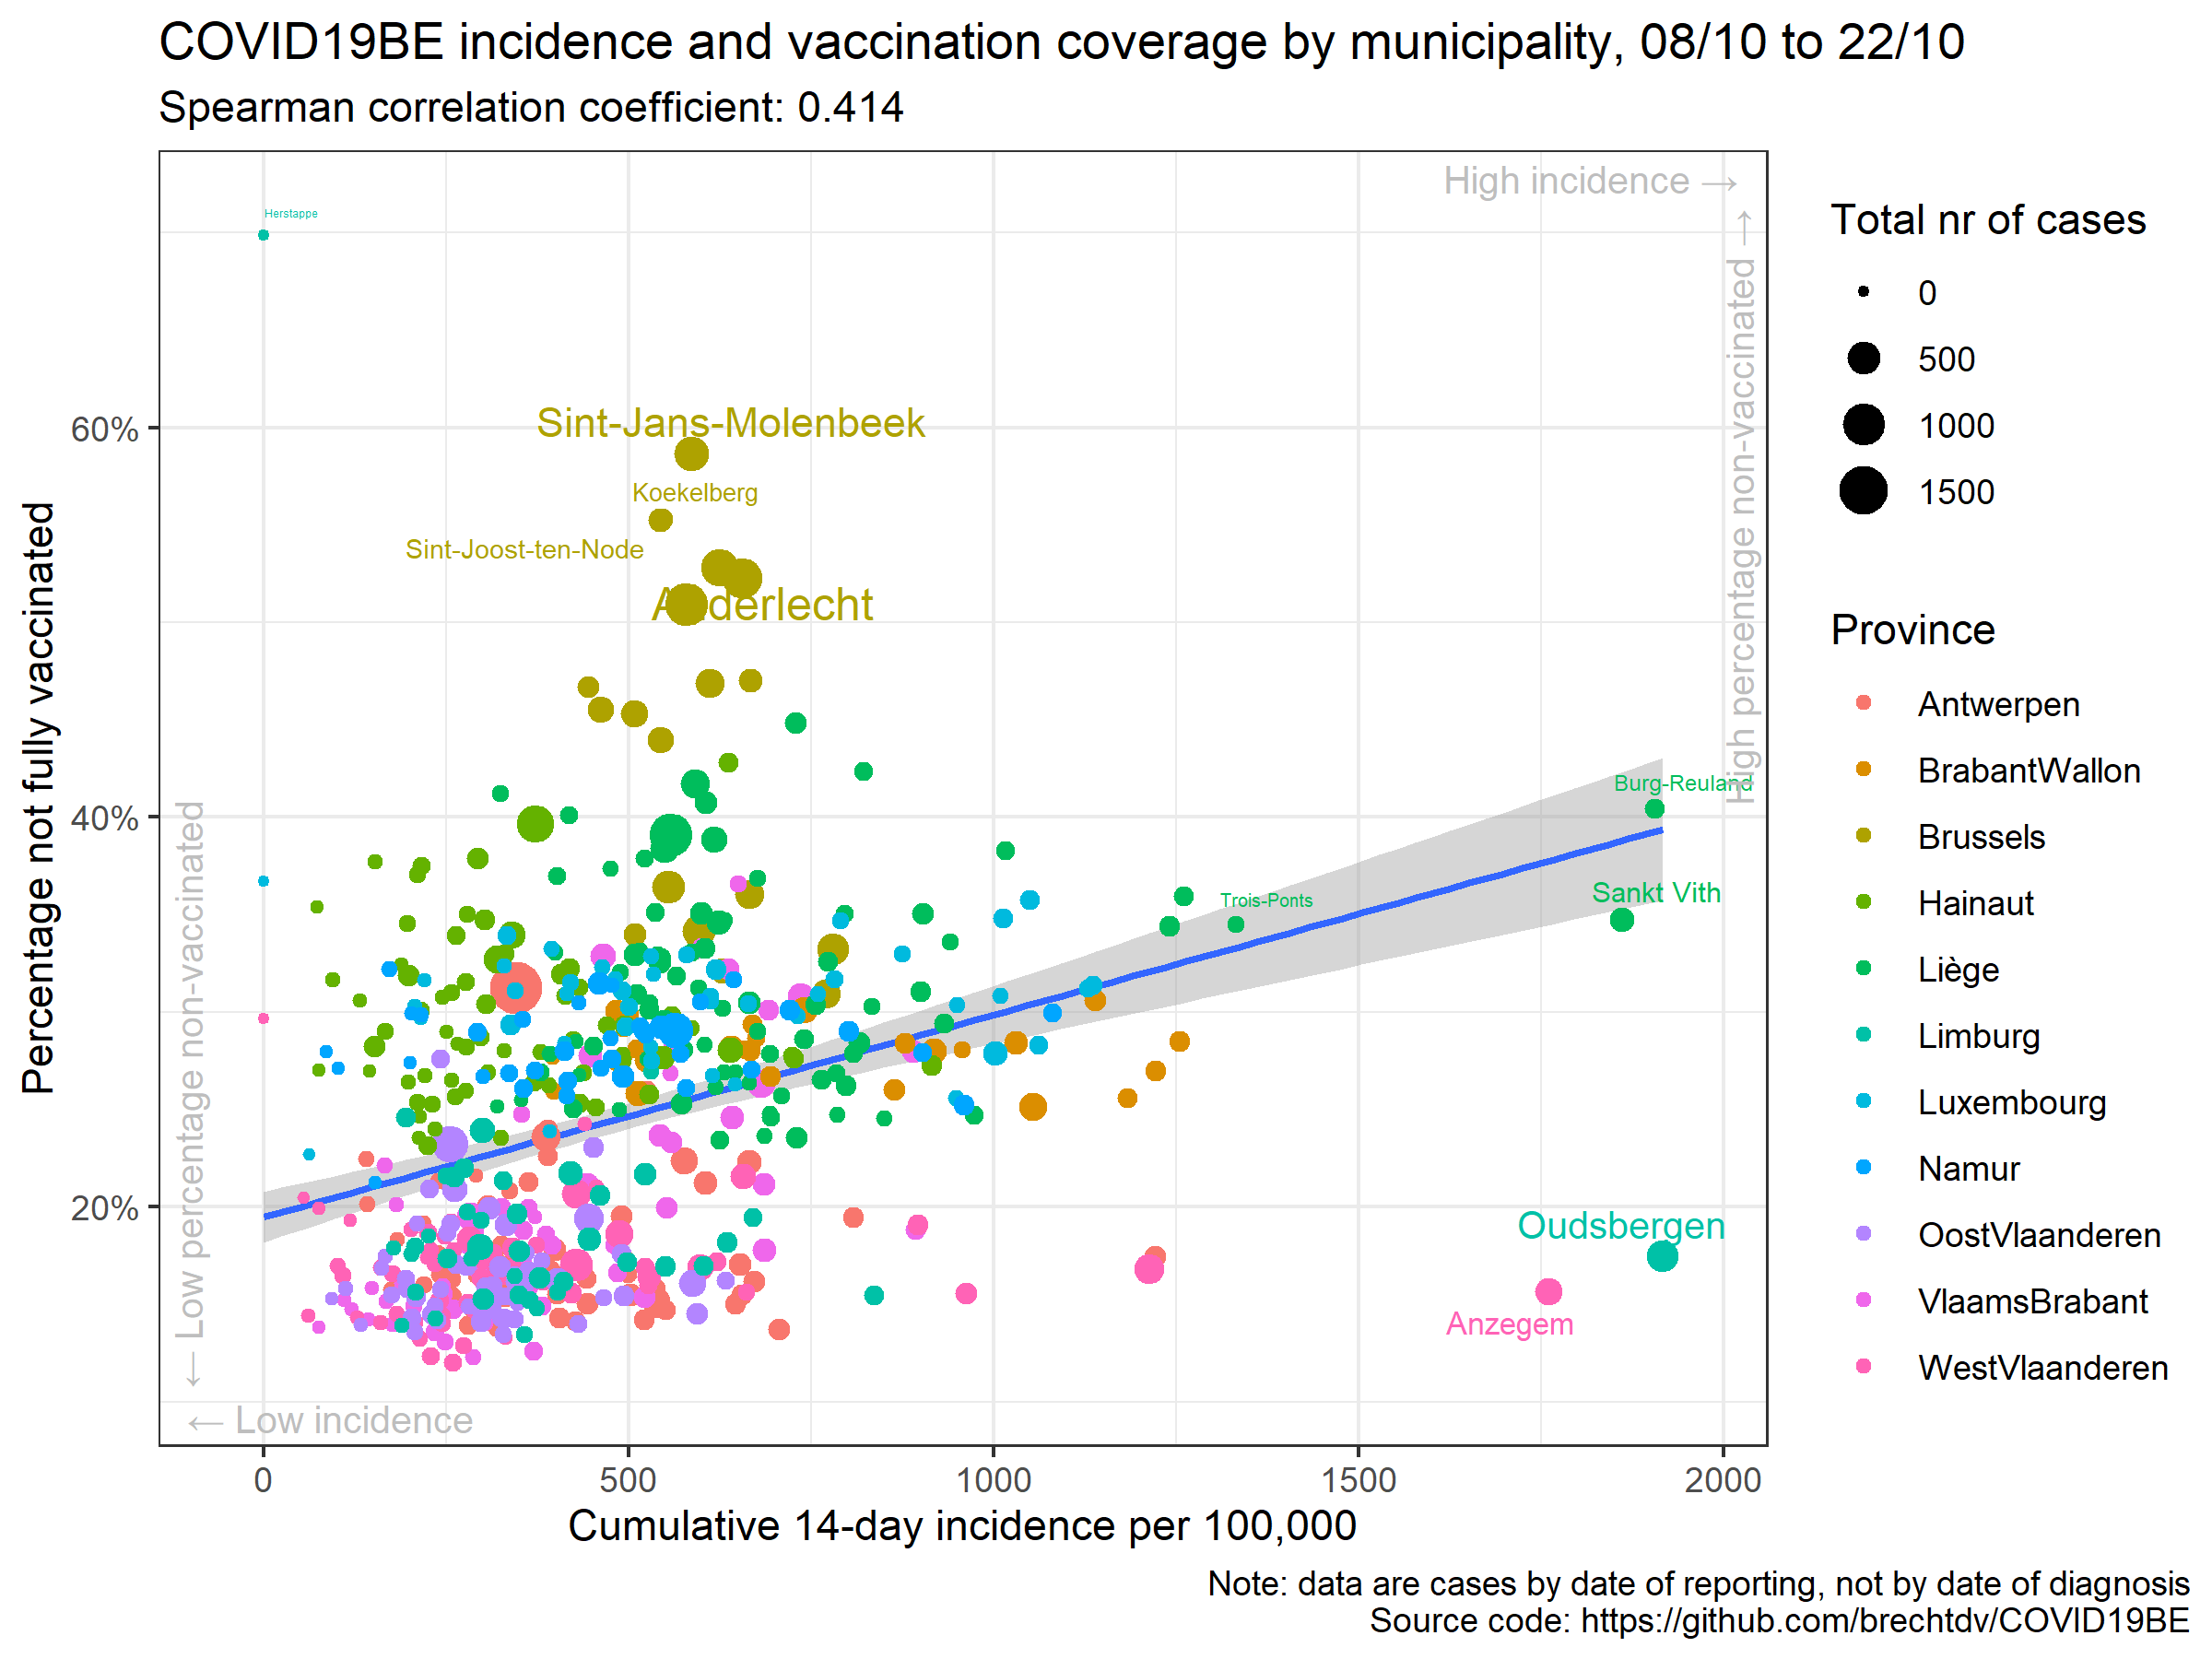 COVID19BE incidence and vaccination coverage by municipality, 08/10 to 22/10
Spearman correlation coefficient: 0.414
High incidence →
High percentage non-vaccinated →
Herstappe
Sint-Jans-Molenbeek
Koekelberg
Sint-Joost-ten-Node
Anderlecht
Burg-Reuland
Sankt Vith
Trois-Ponts
Oudsbergen
Anzegem
← Low percentage non-vaccinated
← Low incidence
Percentage not fully vaccinated
60%
40%
20%
0
500
1000
1500
2000
Cumulative 14-day incidence per 100,000
Total nr of cases
0
500
1000
1500
Province
Antwerpen
BrabantWallon
Brussels
Hainaut
Liège
Limburg
Luxembourg
Namur
OostVlaanderen
VlaamsBrabant
WestVlaanderen
Note: data are cases by date of reporting, not by date of diagnosis
Source code: https://github.com/brechtdv/COVID19BE